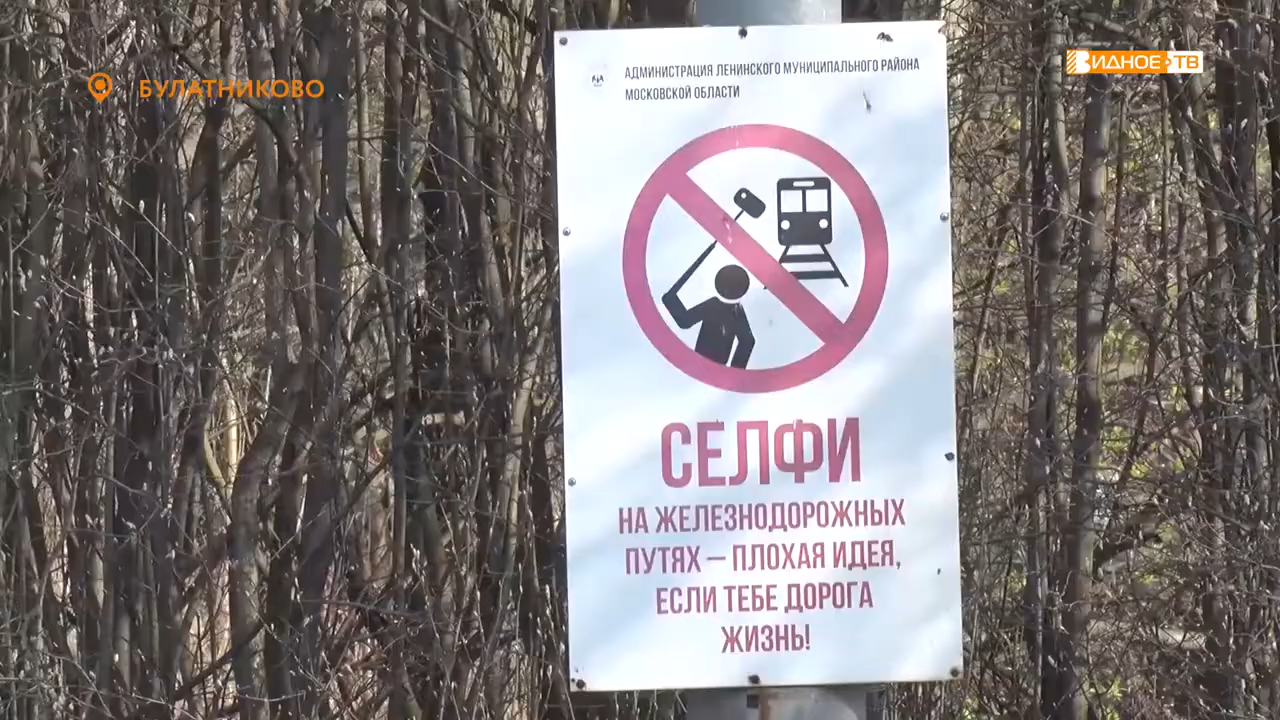 БУЛАТНИКОВО
ВИДНОЕ ТВ
АДМИНИСТРАЦИЯ ЛЕНИНСКОГО МУНИЦИПАЛЬНОГО РАЙОНА
МОСКОВСКОЙ ОБЛАСТИ
СЕЛФИ
НА ЖЕЛЕЗНОДОРОЖНЫХ
ПУТЯХ – ПЛОХАЯ ИДЕЯ,
ЕСЛИ ТЕБЕ ДОРОГА
ЖИЗНЬ!